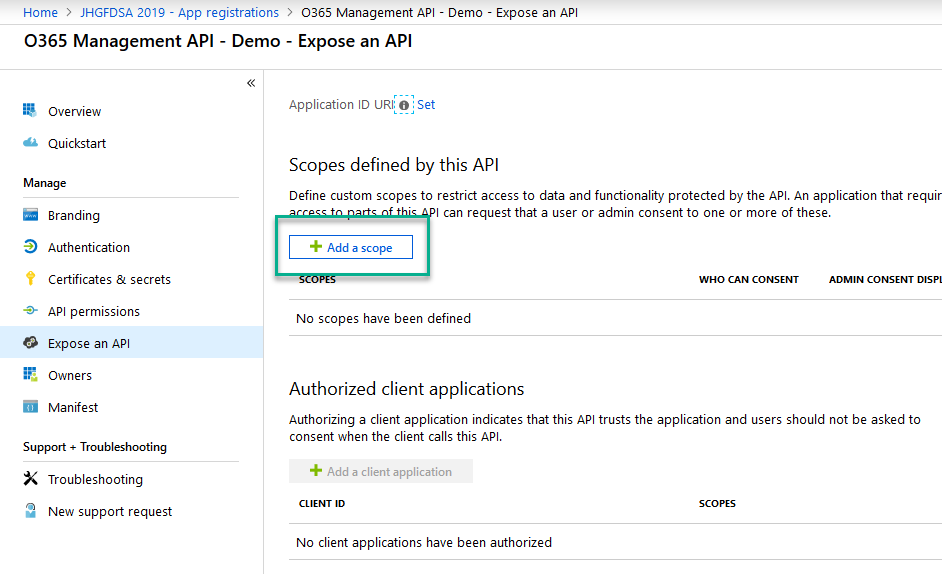 Home > JHGFDSA 2019 - App registrations > O365 Management API - Demo - Expose an API
O365 Management API - Demo - Expose an API
«
Overview
Quickstart
Manage
Branding
Authentication
Certificates & secrets
API permissions
Expose an API
Owners
Manifest
Support + Troubleshooting
Troubleshooting
New support request
Application ID URI Set
Scopes defined by this API
Define custom scopes to restrict access to data and functionality protected by the API. An application that requir
access to parts of this API can request that a user or admin consent to one or more of these.
+ Add a scope
SCOPES WHO CAN CONSENT ADMIN CONSENT DISPL
No scopes have been defined
Authorized client applications
Authorizing a client application indicates that this API trusts the application and users should not be asked to
consent when the client calls this API.
+ Add a client application
CLIENT ID SCOPES
No client applications have been authorized